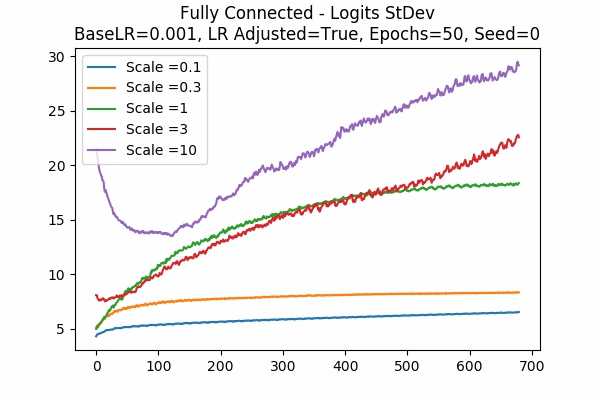 Fully Connected - Logits StDev
BaseLR=0.001, LR Adjusted=True, Epochs=50, Seed=0
30
25
20
15
10
5
Scale =0.1
Scale =0.3
Scale =1
Scale =3
Scale =10
0 100 200 300 400 500 600 700